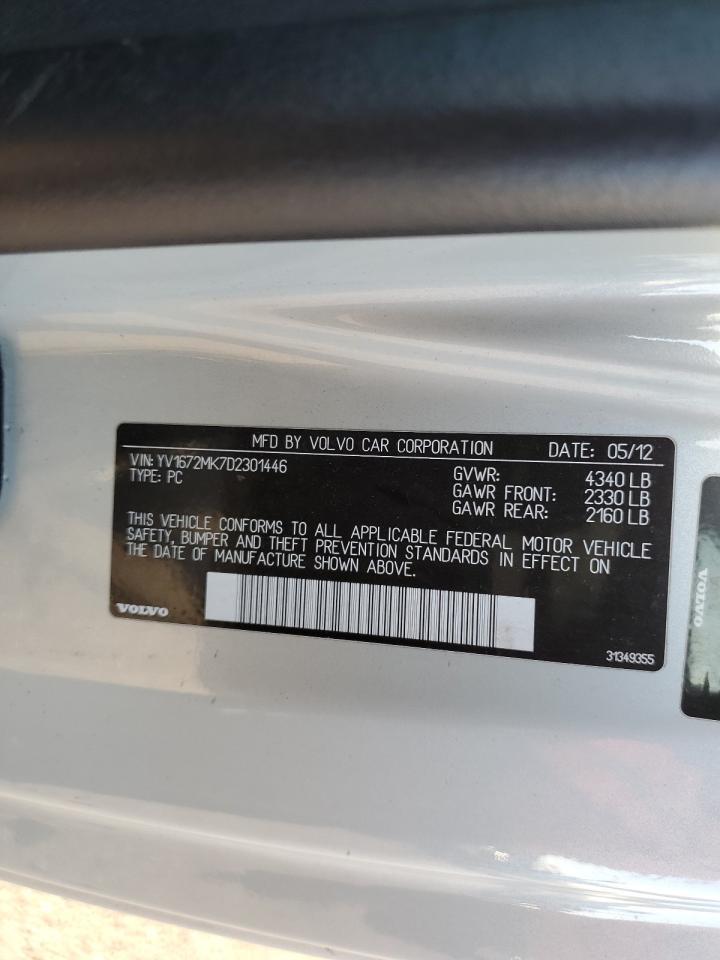 MFD BY VOLVO CAR CORPORATION DATE: 05/12
VIN: YV1672MK7D2301446
TYPE: PC
GVWR: 4340 LB
GAWR FRONT: 2330 LB
GAWR REAR: 2160 LB
THIS VEHICLE CONFORMS TO ALL APPLICABLE FEDERAL MOTOR VEHICLE
SAFETY, BUMPER AND THEFT PREVENTION STANDARDS IN EFFECT ON
THE DATE OF MANUFACTURE SHOWN ABOVE.
VOLVO
31349355
VOLVO